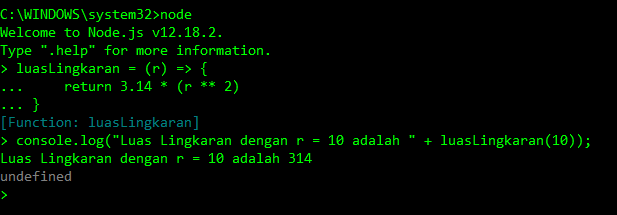 C:\WINDOWS\system32>node
Welcome to Node.js v12.18.2.
Type ".help" for more information.
> luasLingkaran = (r) => {
...     return 3.14 * (r ** 2)
... }
[Function: luasLingkaran]
> console.log("Luas Lingkaran dengan r = 10 adalah " + luasLingkaran(10));
Luas Lingkaran dengan r = 10 adalah 314
undefined
>